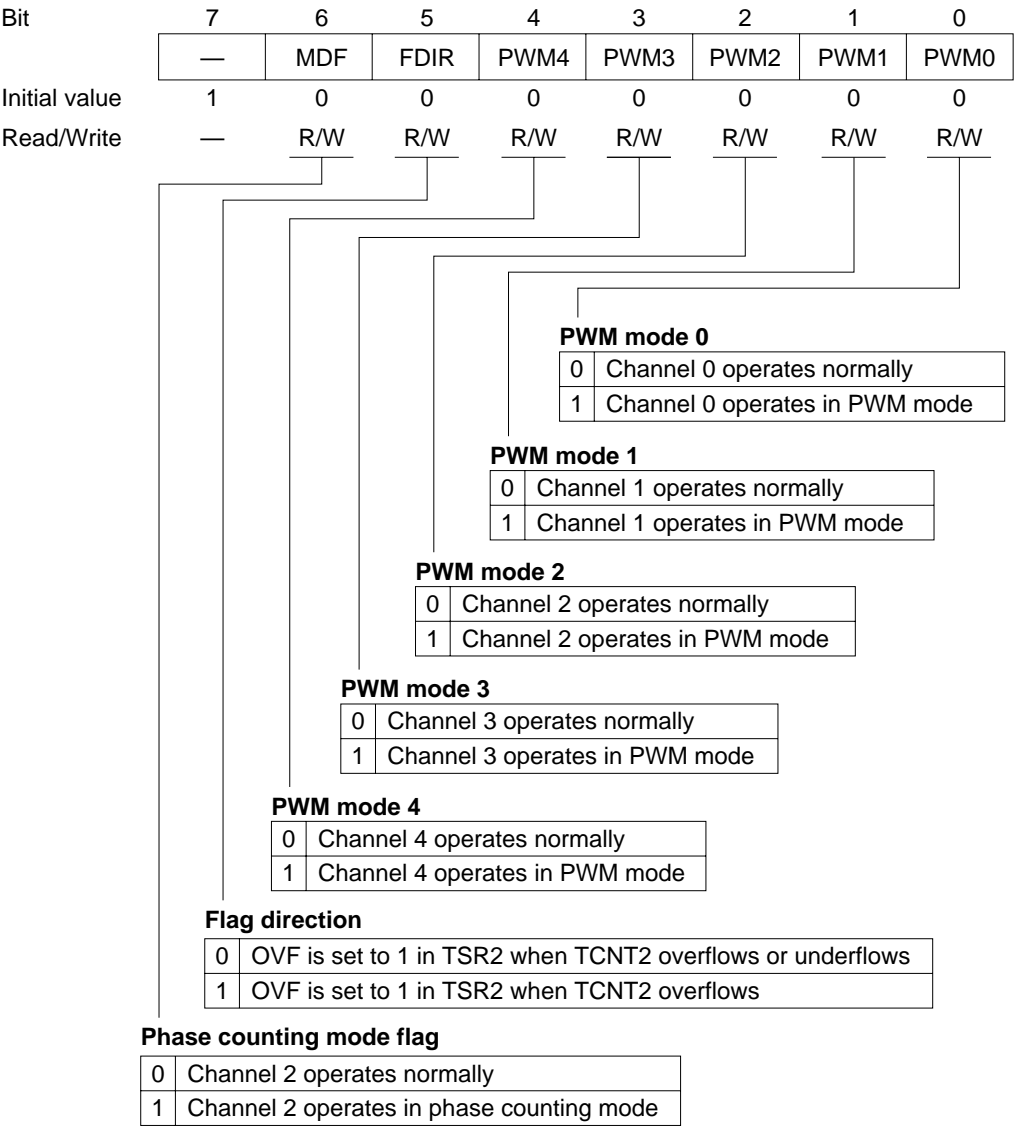 Bit 7 6 5 4 3 2 1 0
— MDF FDIR PWM4 PWM3 PWM2 PWM1 PWM0
Initial value 1 0 0 0 0 0 0 0
Read/Write — R/W R/W R/W R/W R/W R/W R/W
PWM mode 0
0 Channel 0 operates normally
1 Channel 0 operates in PWM mode
PWM mode 1
0 Channel 1 operates normally
1 Channel 1 operates in PWM mode
PWM mode 2
0 Channel 2 operates normally
1 Channel 2 operates in PWM mode
PWM mode 3
0 Channel 3 operates normally
1 Channel 3 operates in PWM mode
PWM mode 4
0 Channel 4 operates normally
1 Channel 4 operates in PWM mode
Flag direction
0 OVF is set to 1 in TSR2 when TCNT2 overflows or underflows
1 OVF is set to 1 in TSR2 when TCNT2 overflows
Phase counting mode flag
0 Channel 2 operates normally
1 Channel 2 operates in phase counting mode